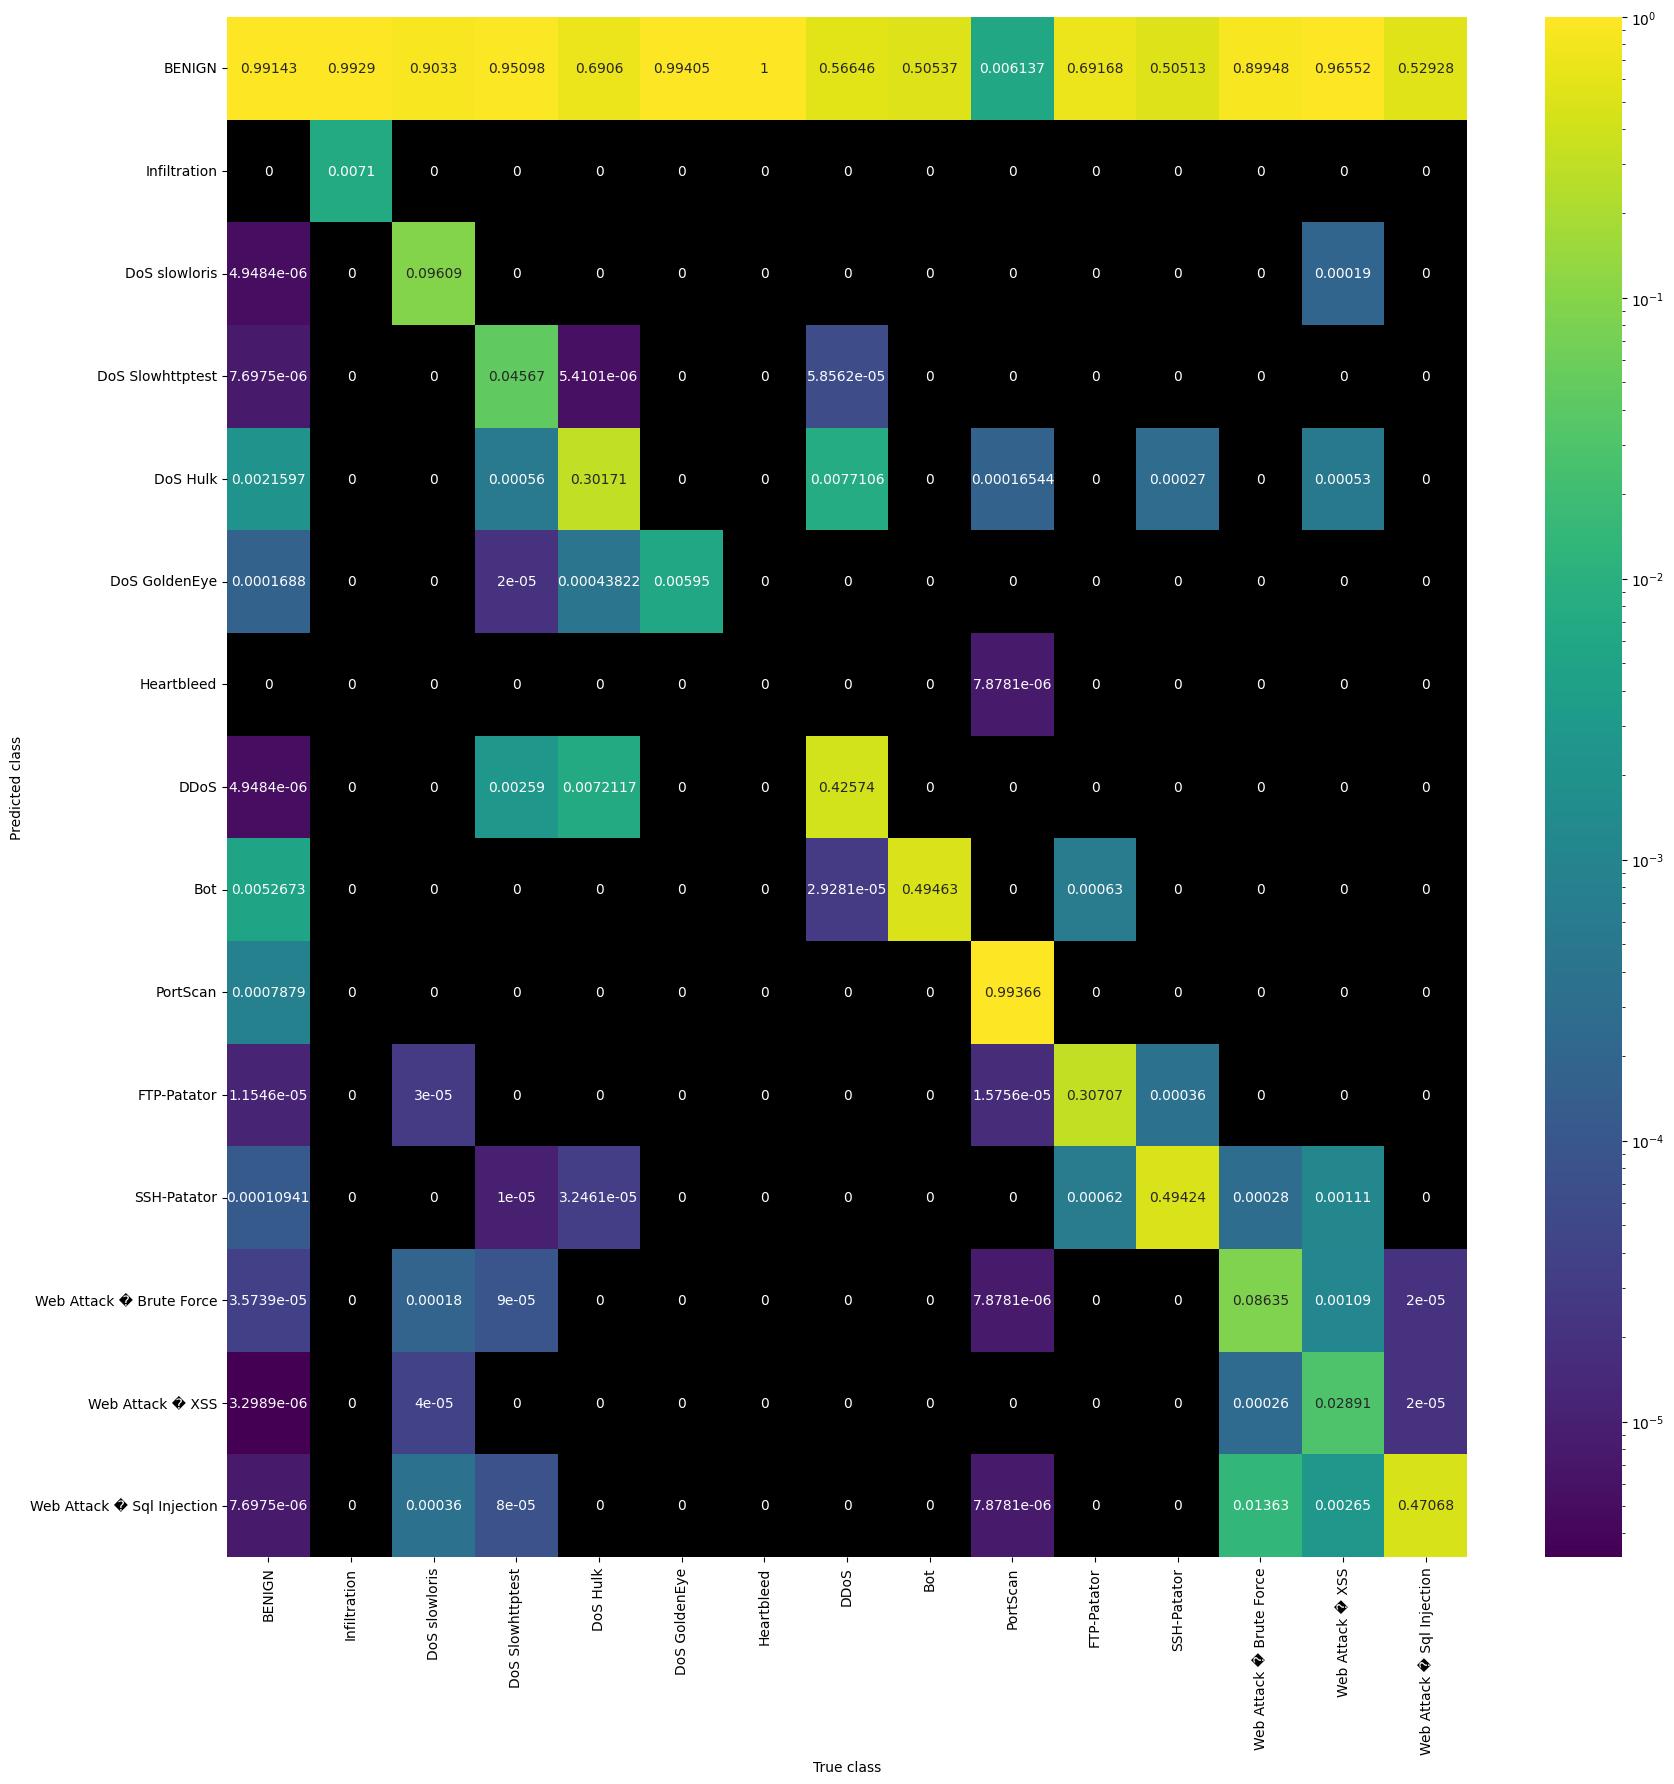 BENIGN 0.99143 0.9929 0.9033 0.95098 0.6906 0.99405 1 0.56646 0.50537 0.006137 0.69168 0.50513 0.89948 0.96552 0.52928
Infiltration 0 0.0071 0 0 0 0 0 0 0 0 0 0 0 0 0
DoS slowloris 4.9484e-06 0 0.09609 0 0 0 0 0 0 0 0 0 0 0.00019 0
DoS Slowhttptest 7.6975e-06 0 0 0.04567 5.4101e-06 0 0 5.8562e-05 0 0 0 0 0 0 0
DoS Hulk 0.0021597 0 0 0.00056 0.30171 0 0 0.0077106 0 0.00016544 0 0.00027 0 0.00053 0
DoS GoldenEye 0.0001688 0 0 2e-05 0.00043822 0.00595 0 0 0 0 0 0 0 0 0
Heartbleed 0 0 0 0 0 0 0 0 0 7.8781e-06 0 0 0 0 0
DDoS 4.9484e-06 0 0 0.00259 0.0072117 0 0 0.42574 0 0 0 0 0 0 0
Bot 0.0052673 0 0 0 0 0 0 2.9281e-05 0.49463 0 0.00063 0 0 0 0
PortScan 0.0007879 0 0 0 0 0 0 0 0 0.99366 0 0 0 0 0
FTP-Patator 1.1546e-05 0 3e-05 0 0 0 0 0 0 1.5756e-05 0.30707 0.00036 0 0 0
SSH-Patator 0.00010941 0 0 1e-05 3.2461e-05 0 0 0 0 0 0.00062 0.49424 0.00028 0.00111 0
Web Attack � Brute Force 3.5739e-05 0 0.00018 9e-05 0 0 0 0 0 7.8781e-06 0 0 0.08635 0.00109 2e-05
Web Attack � XSS 3.2989e-06 0 4e-05 0 0 0 0 0 0 0 0 0 0.00026 0.02891 2e-05
Web Attack � Sql Injection 7.6975e-06 0 0.00036 8e-05 0 0 0 0 0 7.8781e-06 0 0 0.01363 0.00265 0.47068
Predicted class
BENIGN
Infiltration
DoS slowloris
DoS Slowhttptest
DoS Hulk
DoS GoldenEye
Heartbleed
DDoS
Bot
PortScan
FTP-Patator
SSH-Patator
Web Attack � Brute Force
Web Attack � XSS
Web Attack � Sql Injection
True class
10⁰
10⁻¹
10⁻²
10⁻³
10⁻⁴
10⁻⁵